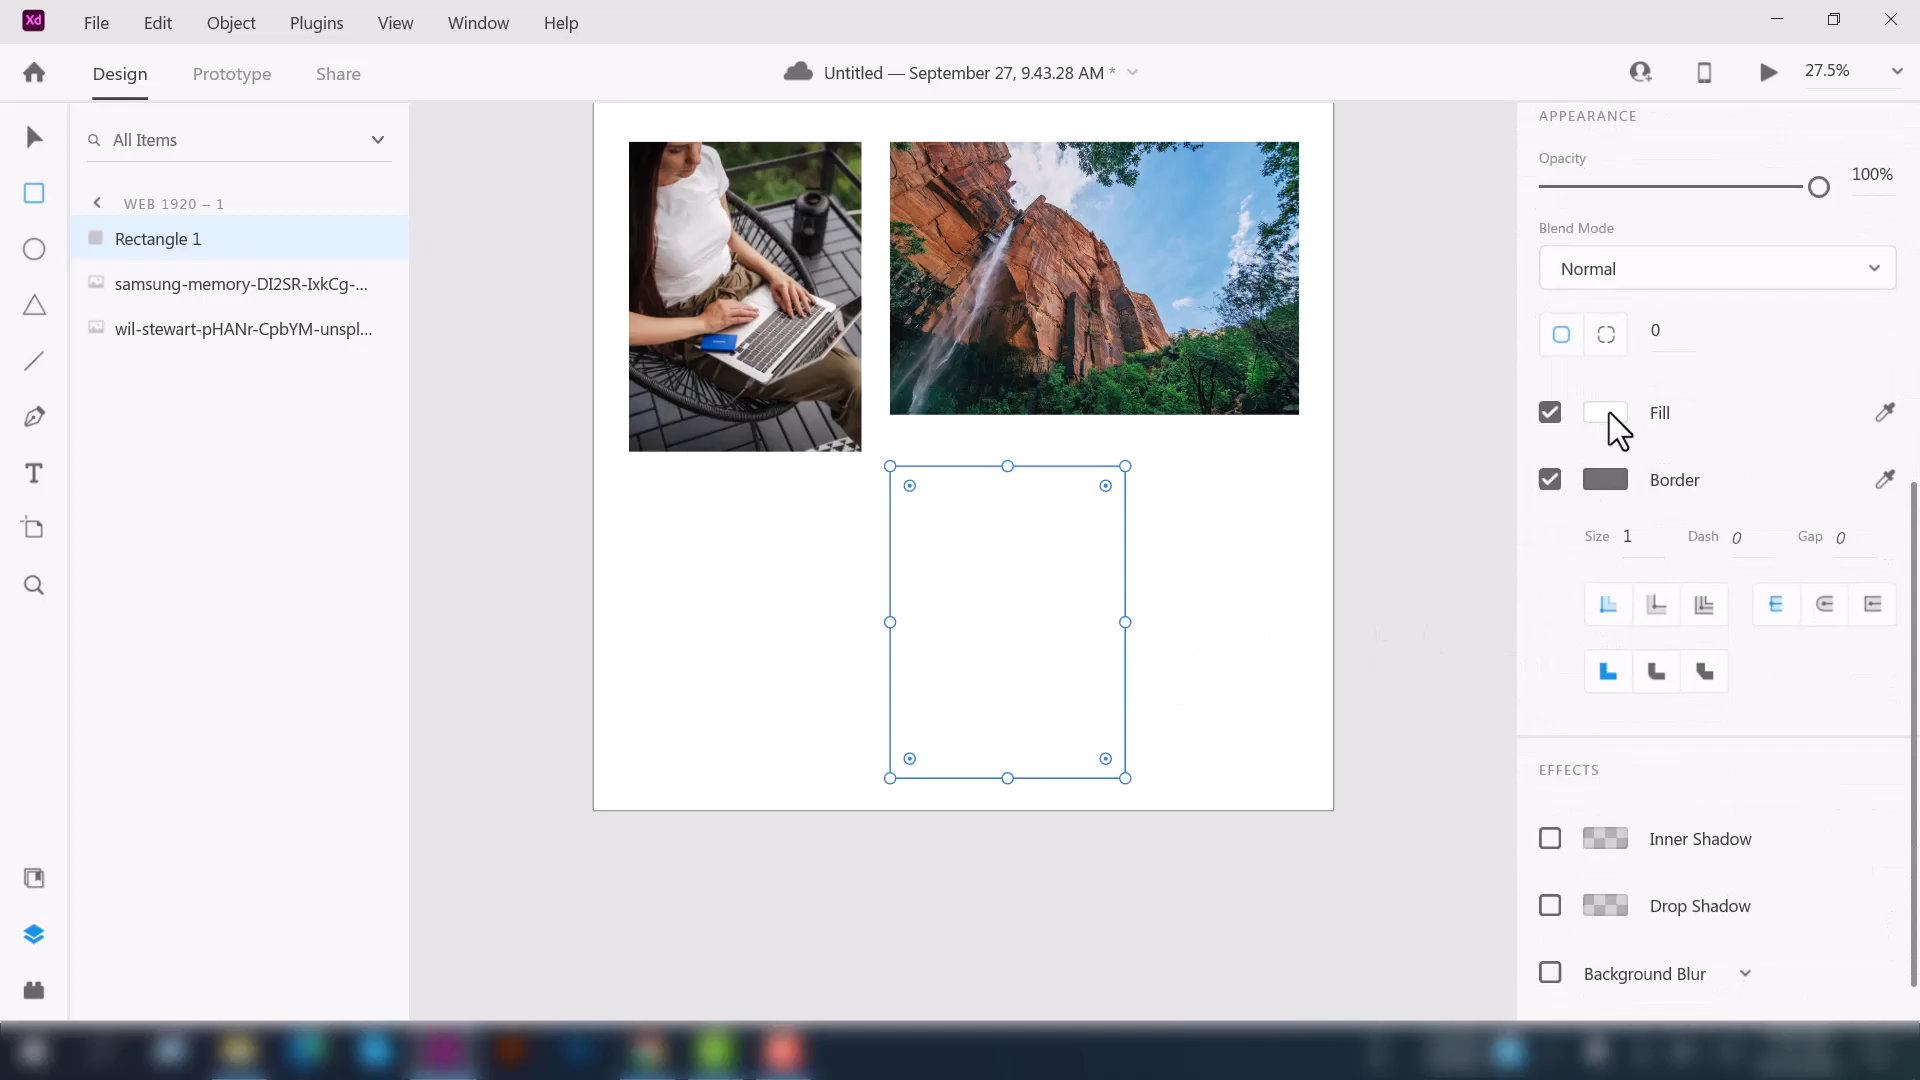 Xd File Edit Object Plugins View Window Help
Design Prototype Share
Untitled — September 27, 9.43.28 AM *
27.5%
All Items
WEB 1920 – 1
Rectangle 1
samsung-memory-DI2SR-IxkCg-...
wil-stewart-pHANr-CpbYM-unspl...
APPEARANCE
Opacity
100%
Blend Mode
Normal
0
Fill
Border
Size 1 Dash 0 Gap 0
EFFECTS
Inner Shadow
Drop Shadow
Background Blur